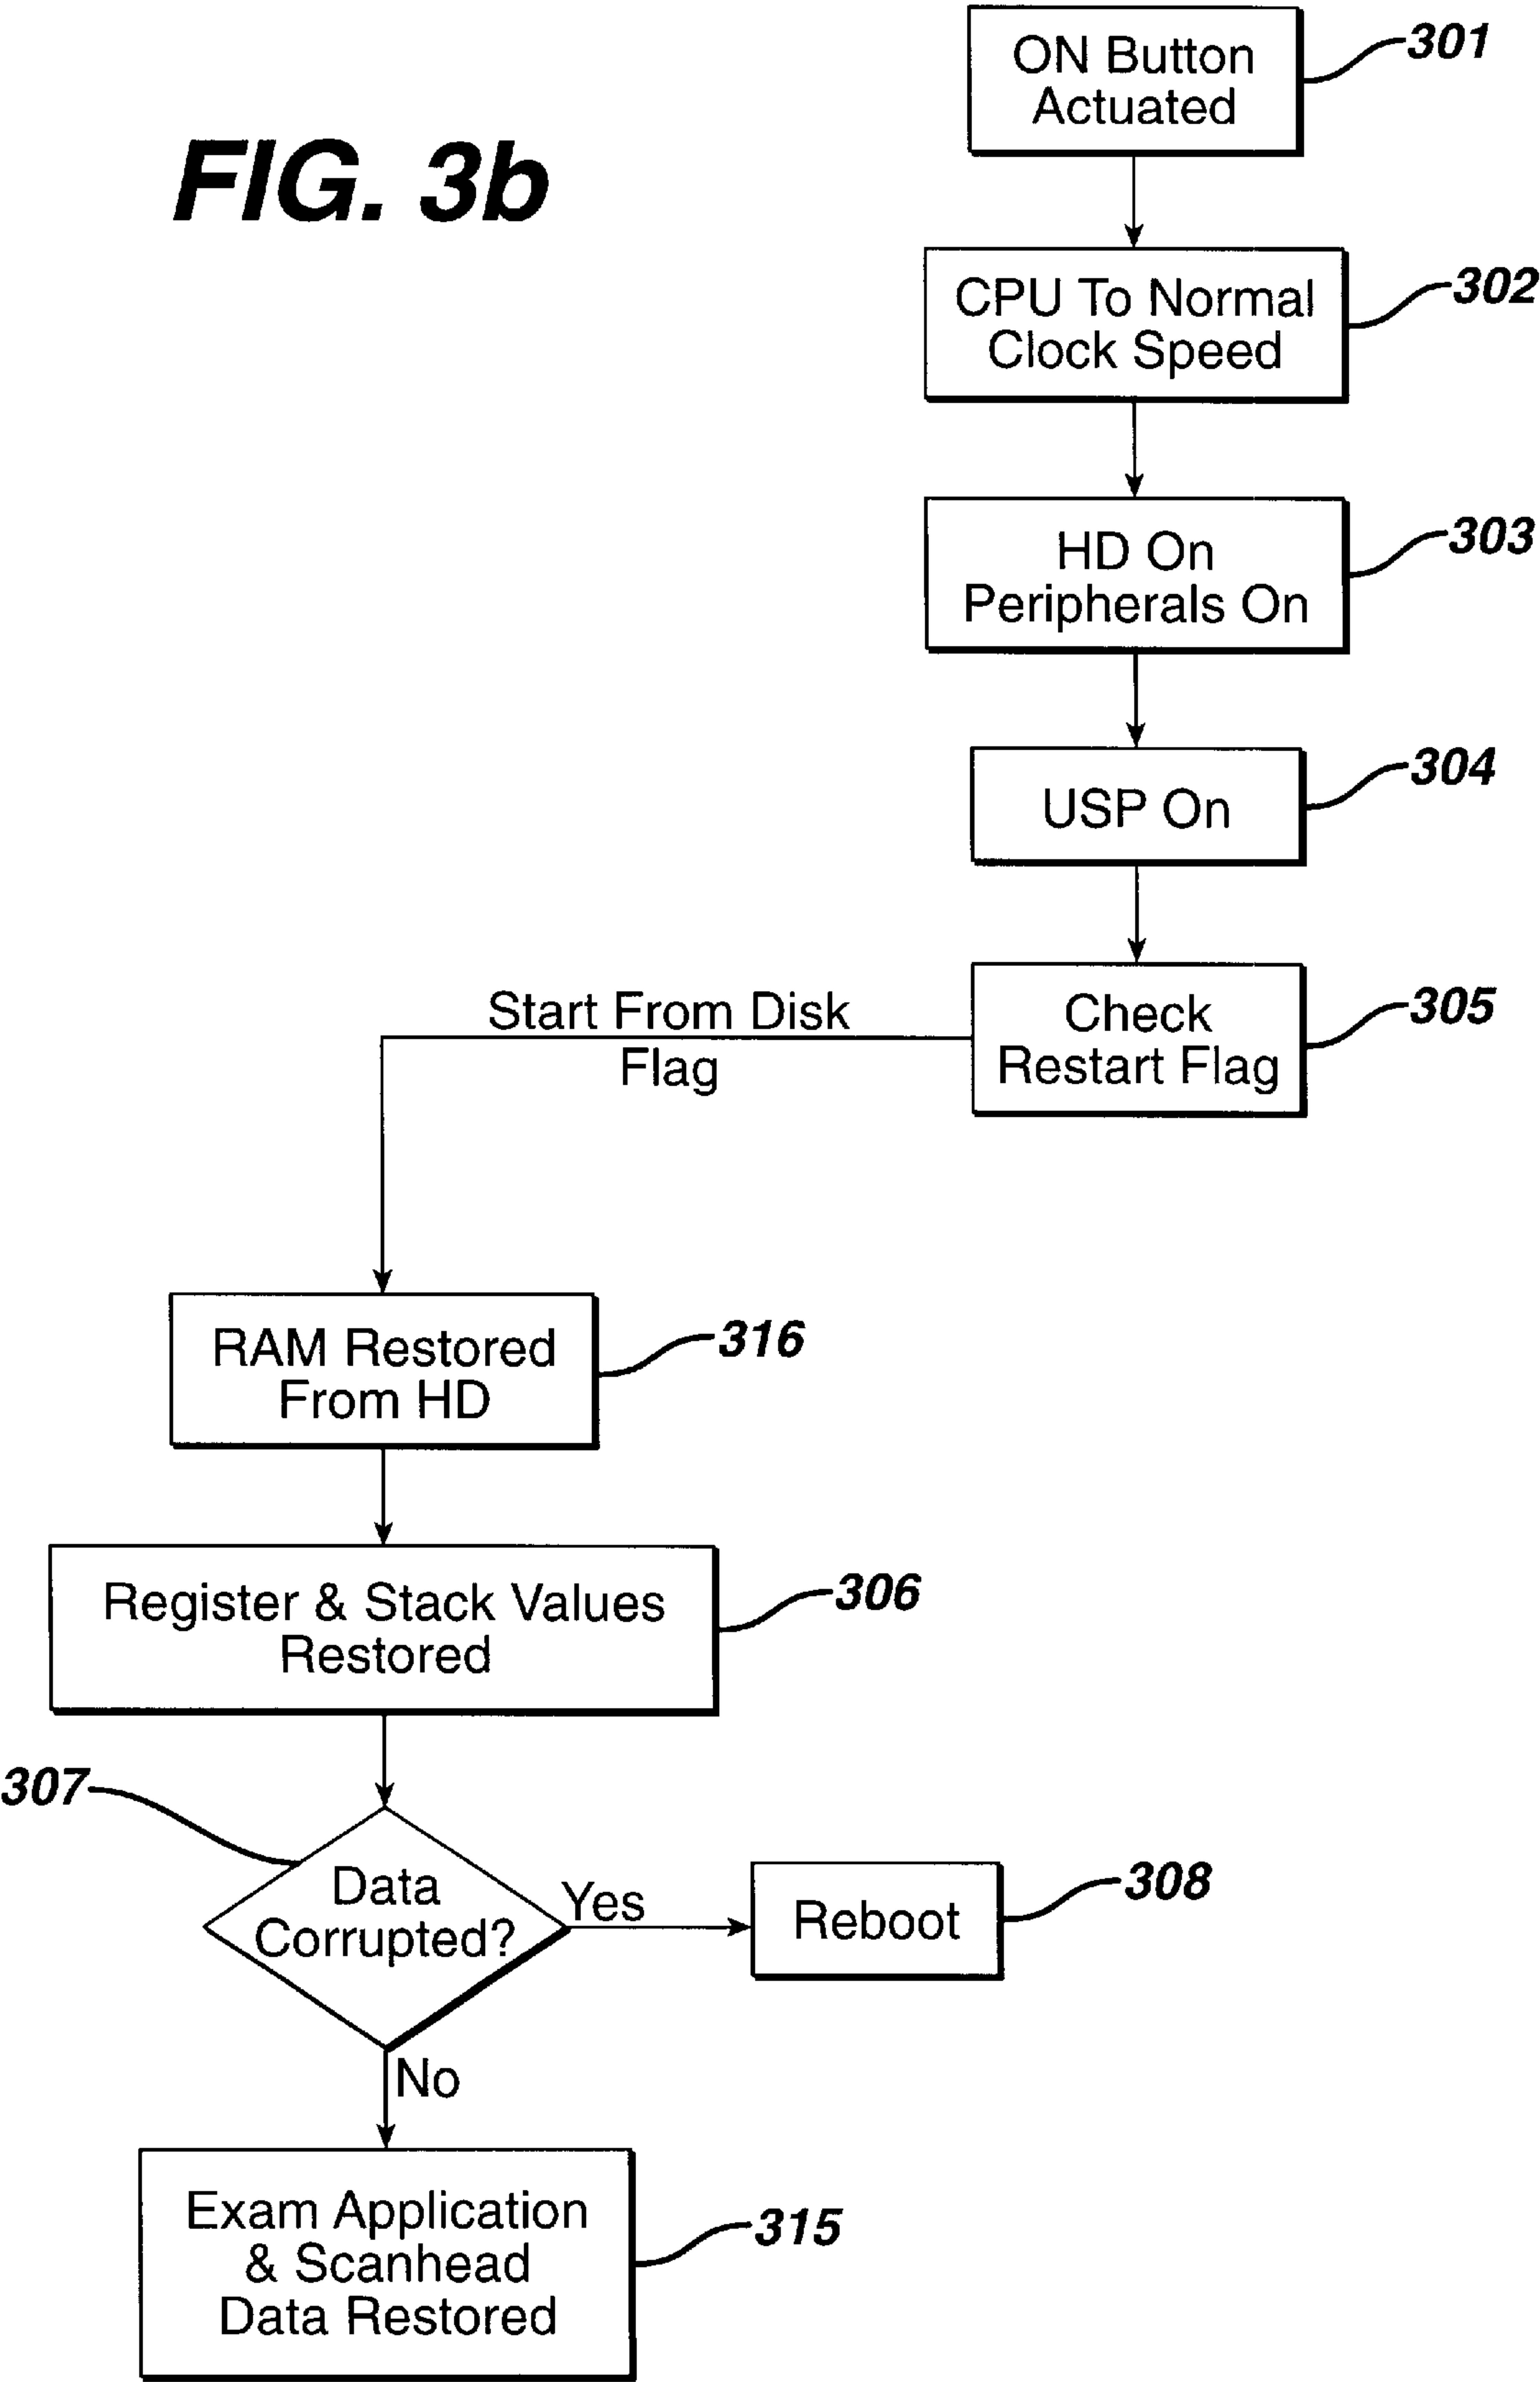 FIG. 3b
ON Button
Actuated
301
CPU To Normal
Clock Speed
302
HD On
Peripherals On
303
USP On
304
Check
Restart Flag
305
Start From Disk
Flag
RAM Restored
From HD
316
Register & Stack Values
Restored
306
307
Data
Corrupted?
Yes
Reboot
308
No
Exam Application
& Scanhead
Data Restored
315